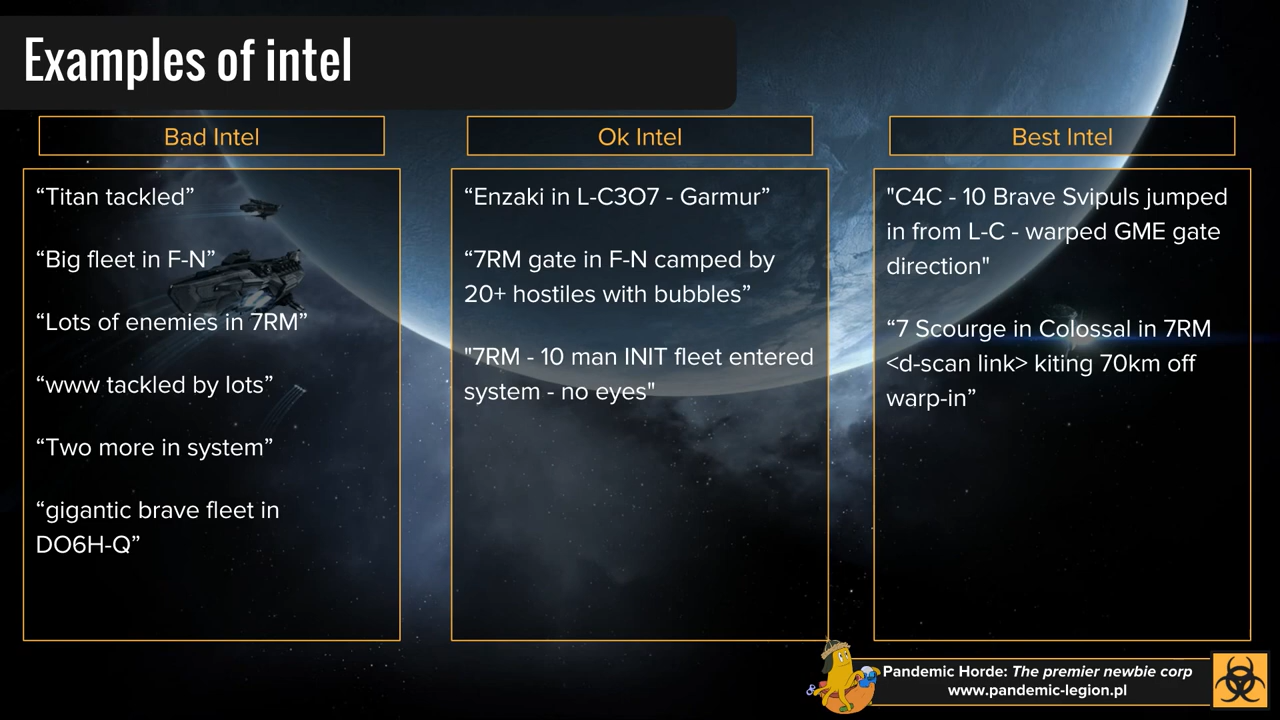 Examples of intel
Bad Intel
“Titan tackled”
“Big fleet in F-N”
“Lots of enemies in 7RM”
“www tackled by lots”
“Two more in system”
“gigantic brave fleet in
DO6H-Q”
Ok Intel
“Enzaki in L-C3O7 - Garmur”
“7RM gate in F-N camped by
20+ hostiles with bubbles”
"7RM - 10 man INIT fleet entered
system - no eyes"
Best Intel
"C4C - 10 Brave Svipuls jumped
in from L-C - warped GME gate
direction"
“7 Scourge in Colossal in 7RM
<d-scan link> kiting 70km off
warp-in”
Pandemic Horde: The premier newbie corp
www.pandemic-legion.pl